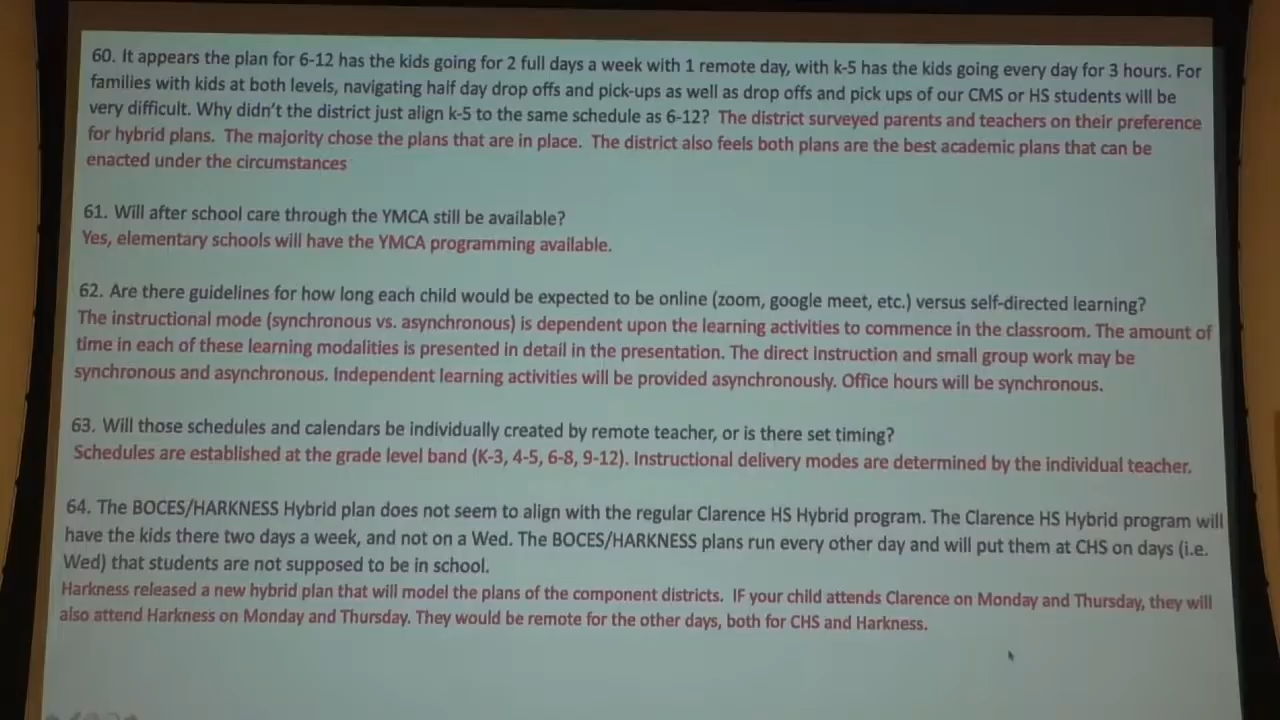 60. It appears the plan for 6-12 has the kids going for 2 full days a week with 1 remote day, with k-5 has the kids going every day for 3 hours. For
families with kids at both levels, navigating half day drop offs and pick-ups as well as drop offs and pick ups of our CMS or HS students will be
very difficult. Why didn't the district just align k-5 to the same schedule as 6-12? The district surveyed parents and teachers on their preference
for hybrid plans. The majority chose the plans that are in place. The district also feels both plans are the best academic plans that can be
enacted under the circumstances
61. Will after school care through the YMCA still be available?
Yes, elementary schools will have the YMCA programming available.
62. Are there guidelines for how long each child would be expected to be online (zoom, google meet, etc.) versus self-directed learning?
The instructional mode (synchronous vs. asynchronous) is dependent upon the learning activities to commence in the classroom. The amount of
time in each of these learning modalities is presented in detail in the presentation. The direct Instruction and small group work may be
synchronous and asynchronous. Independent learning activities will be provided asynchronously. Office hours will be synchronous.
63. Will those schedules and calendars be individually created by remote teacher, or is there set timing?
Schedules are established at the grade level band (K-3, 4-5, 6-8, 9-12). Instructional delivery modes are determined by the individual teacher.
64. The BOCES/HARKNESS Hybrid plan does not seem to align with the regular Clarence HS Hybrid program. The Clarence HS Hybrid program will
have the kids there two days a week, and not on a Wed. The BOCES/HARKNESS plans run every other day and will put them at CHS on days (i.e.
Wed) that students are not supposed to be in school.
Harkness released a new hybrid plan that will model the plans of the component districts. IF your child attends Clarence on Monday and Thursday, they will
also attend Harkness on Monday and Thursday. They would be remote for the other days, both for CHS and Harkness.